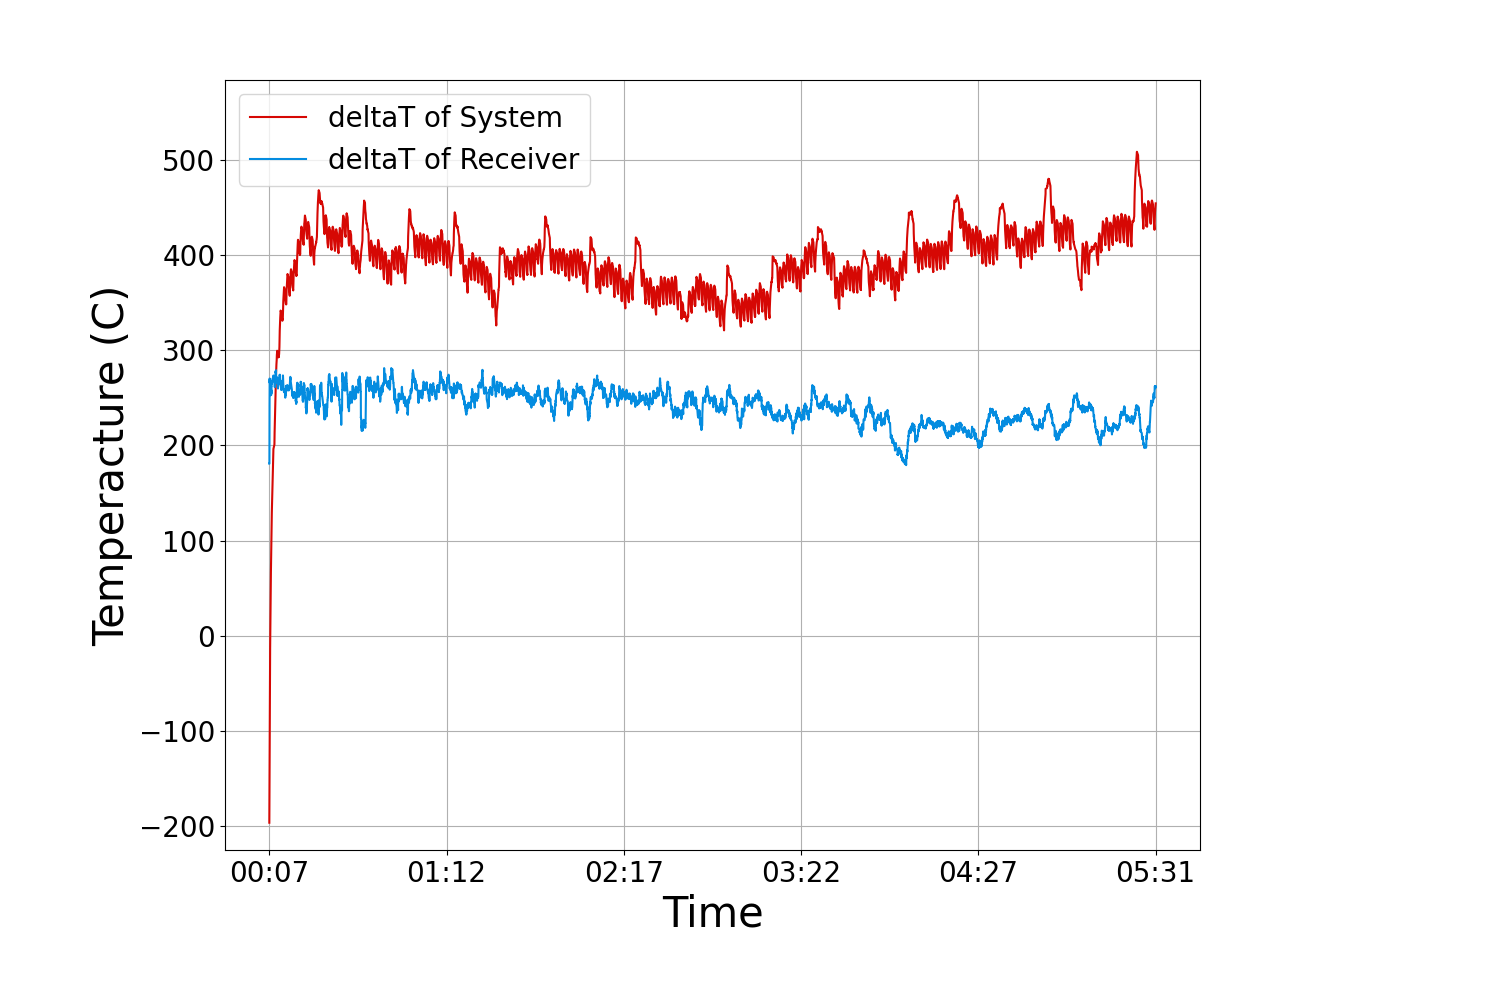 deltaT of System
deltaT of Receiver
500
400
300
200
100
0
−100
−200
Temperacture (C)
00:07 01:12 02:17 03:22 04:27 05:31
Time